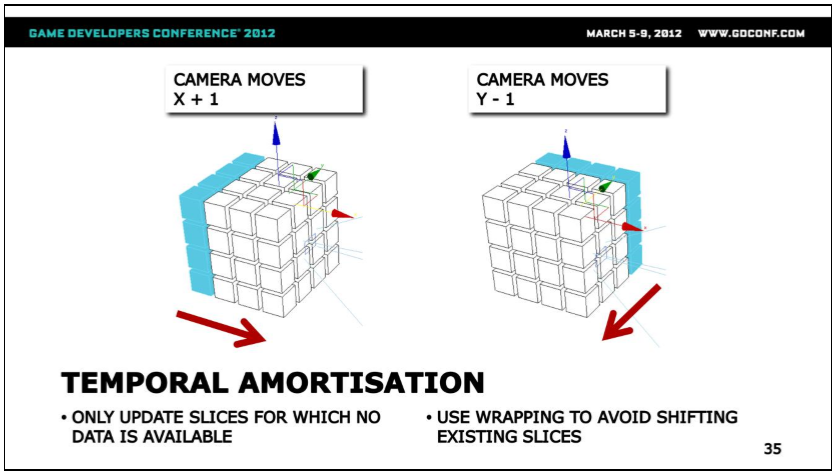 GAME DEVELOPERS CONFERENCE® 2012
MARCH 5-9, 2012 WWW.GDCONF.COM
CAMERA MOVES
X + 1
CAMERA MOVES
Y - 1
TEMPORAL AMORTISATION
• ONLY UPDATE SLICES FOR WHICH NO
DATA IS AVAILABLE
• USE WRAPPING TO AVOID SHIFTING
EXISTING SLICES
35